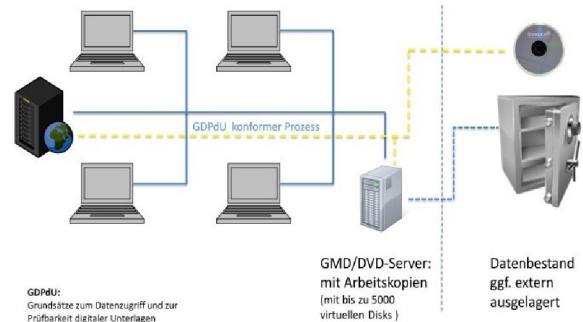 GDPdU konformer Prozess
GMD/DVD-Server:
mit Arbeitskopien
(mit bis zu 5000
virtuellen Disks )
Datenbestand
ggf. extern
ausgelagert
GDPdU:
Grundsätze zum Datenzugriff und zur
Prüfbarkeit digitaler Unterlagen